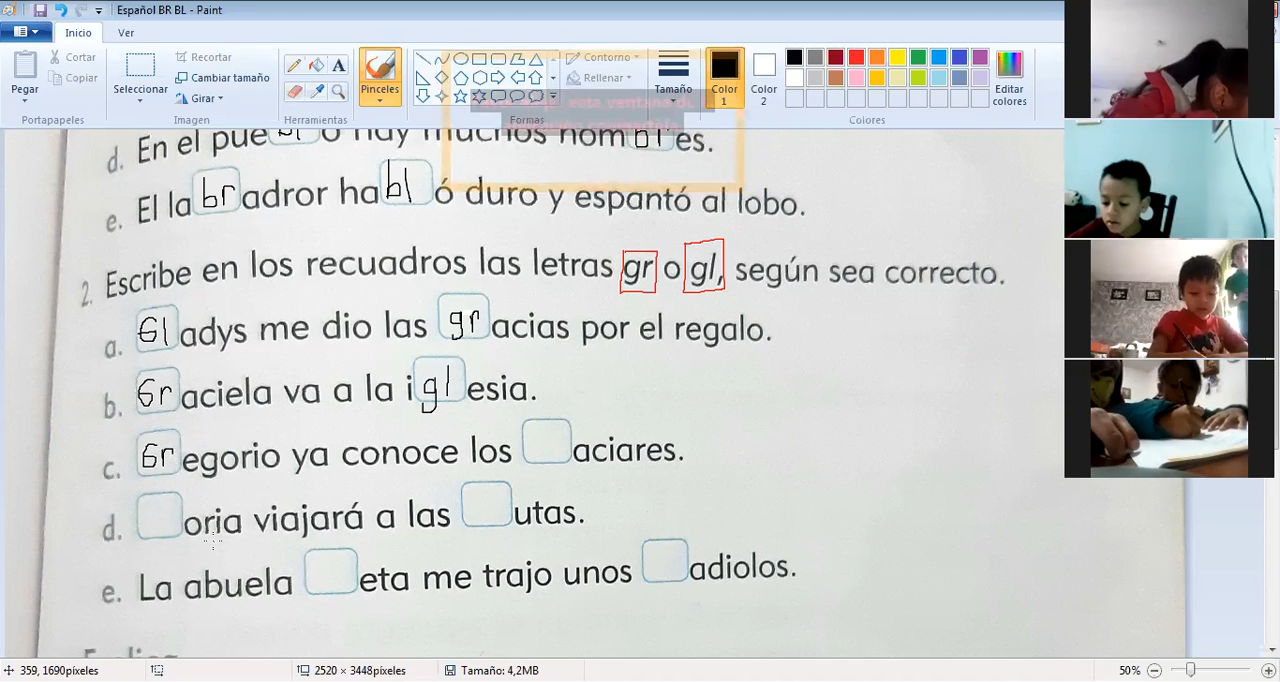 Español BR BL - Paint
Inicio Ver
Pegar Cortar Copiar Seleccionar Recortar Cambiar tamaño Girar Pinceles Contorno Rellenar Tamaño Color 1 Color 2 Editar colores
Portapapeles Imagen Herramientas Formas Colores
d. En el pue bl o hay muchos hom br es.
e. El la br adror ha bl ó duro y espantó al lobo.
2. Escribe en los recuadros las letras gr o gl, según sea correcto.
a. Gl adys me dio las gr acias por el regalo.
b. Gr aciela va a la i gl esia.
c. Gr egorio ya conoce los aciares.
d. oria viajará a las utas.
e. La abuela eta me trajo unos adiolos.
359, 1690píxeles 2520 × 3448píxeles Tamaño: 4,2MB 50%